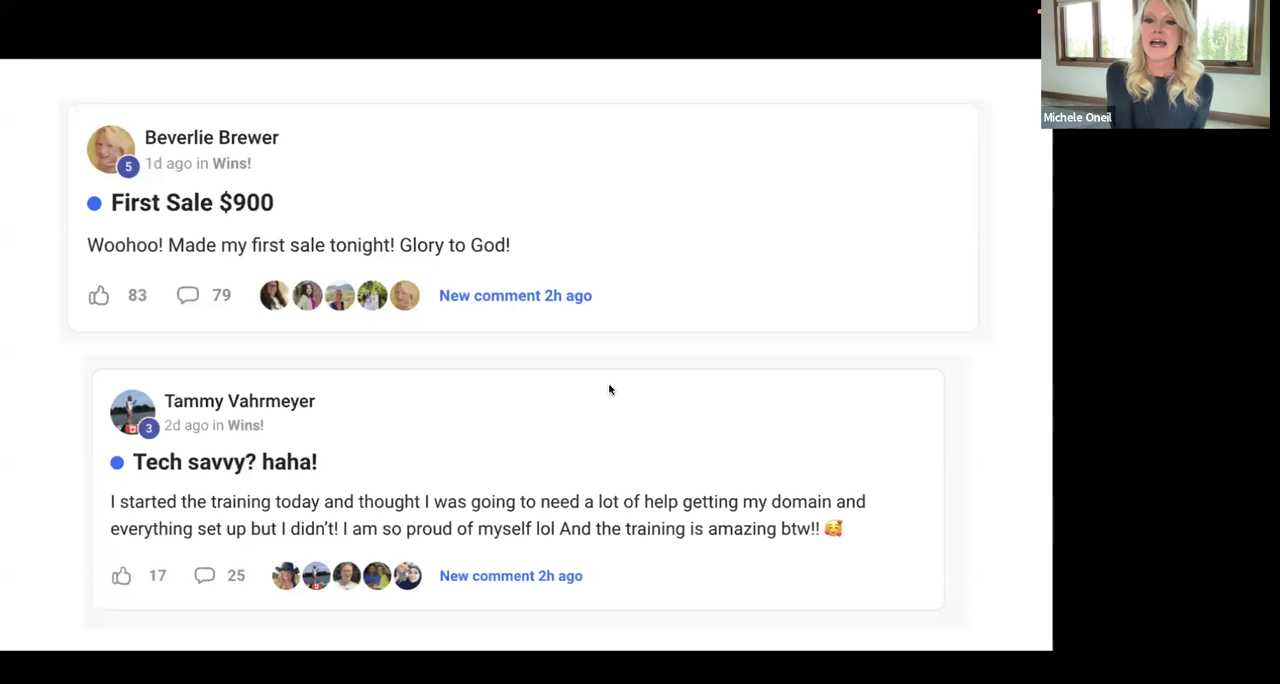 Michele Oneil
Beverlie Brewer
5
1d ago in Wins!
First Sale $900
Woohoo! Made my first sale tonight! Glory to God!
83 79 New comment 2h ago
Tammy Vahrmeyer
3
2d ago in Wins!
Tech savvy? haha!
I started the training today and thought I was going to need a lot of help getting my domain and
everything set up but I didn’t! I am so proud of myself lol And the training is amazing btw!! 🥰
17 25 New comment 2h ago